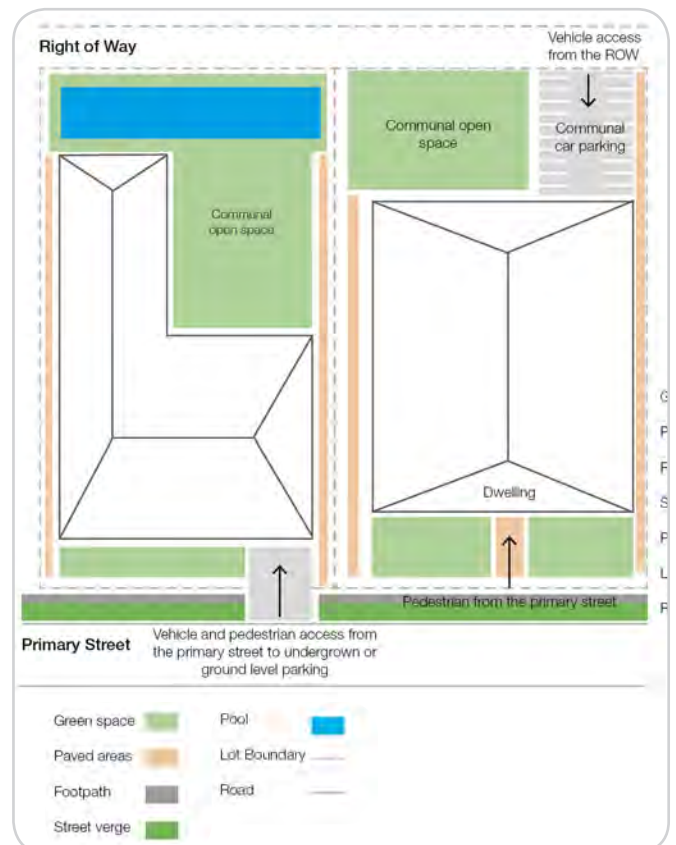 Right of Way
Vehicle access
from the ROW
Communal open
space
Communal
car parking
Communal
open space
Dwelling
Pedestrian from the primary street
Primary Street
Vehicle and pedestrian access from
the primary street to undergrown or
ground level parking
Green space
Pool
Paved areas
Lot Boundary
Footpath
Road
Street verge
G
P
F
S
P
L
F